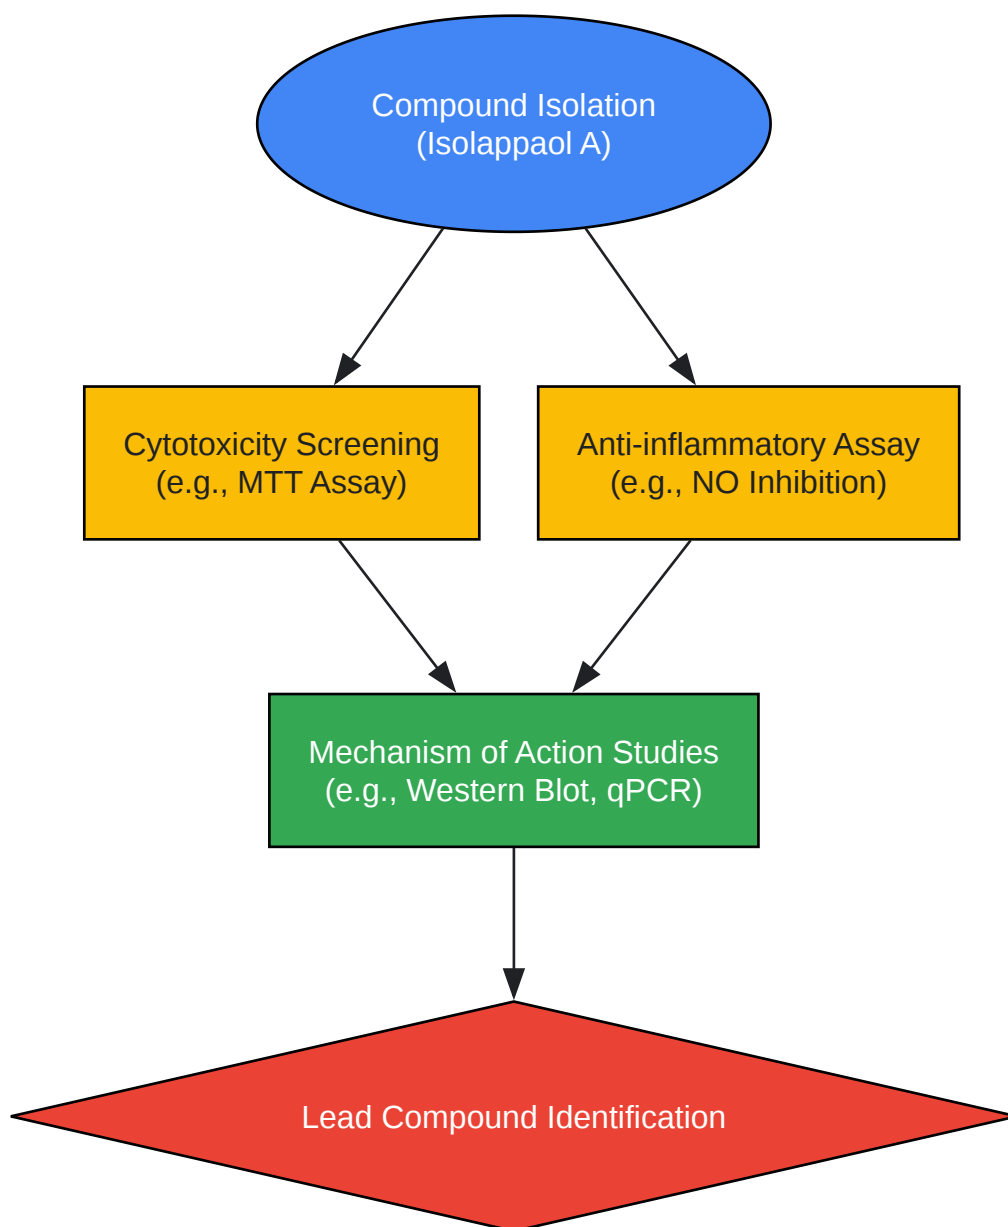 Compound Isolation
(Isolappaol A)
Cytotoxicity Screening
(e.g., MTT Assay)
Anti-inflammatory Assay
(e.g., NO Inhibition)
Mechanism of Action Studies
(e.g., Western Blot, qPCR)
Lead Compound Identification